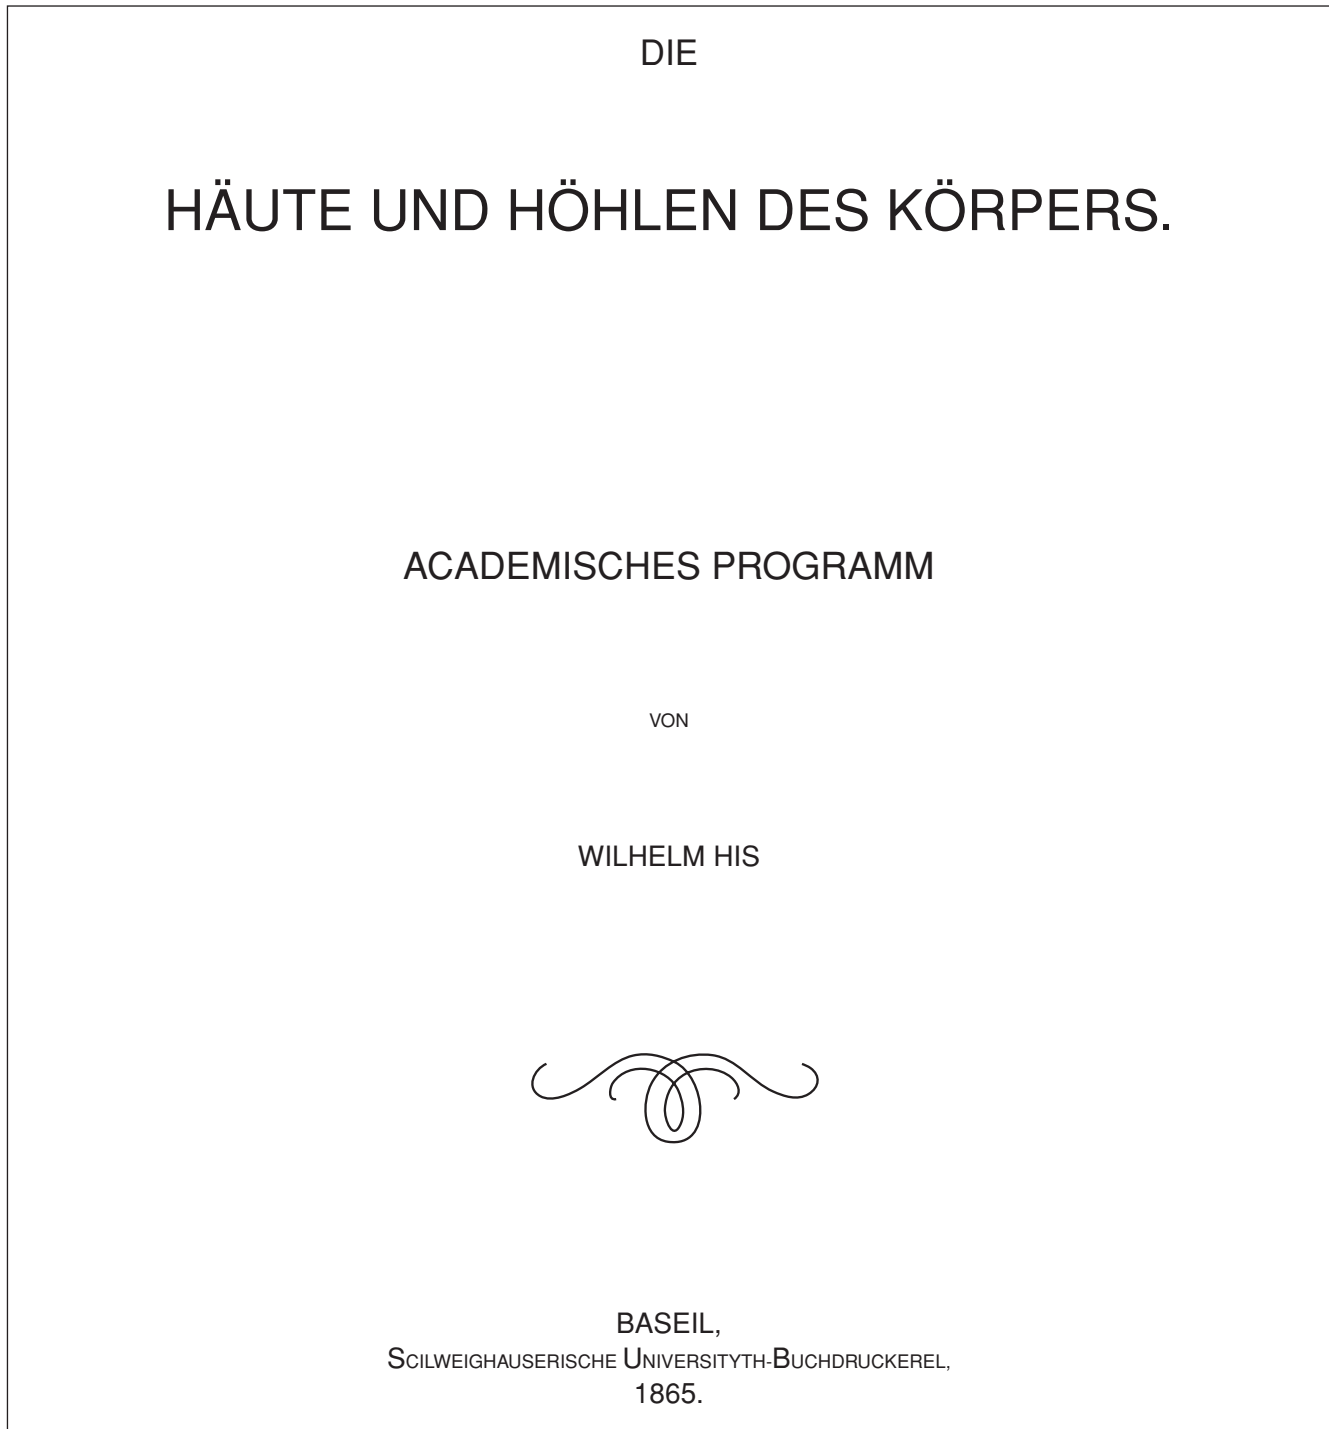 DIE
HÄUTE UND HÖHLEN DES KÖRPERS.
ACADEMISCHES PROGRAMM
VON
WILHELM HIS
BASEIL,
SCILWEIGHAUSERISCHE UNIVERSITYTH-BUCHDRUCKEREL,
1865.